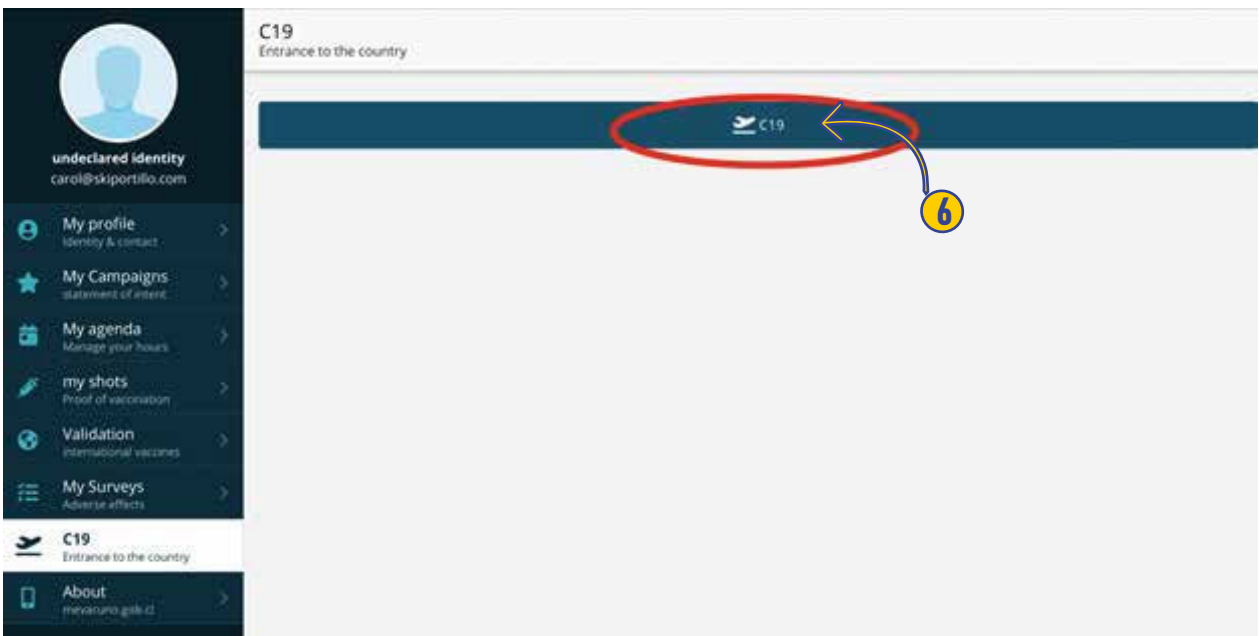 C19
Entrance to the country
C19
6
undeclared identity
carol@skiportillo.com
My profile
Identity & contact
My Campaigns
statement of intent
My agenda
Manage your hours
my shots
Proof of vaccination
Validation
international vaccines
My Surveys
Adverse effects
C19
Entrance to the country
About
mevacuno.gob.cl